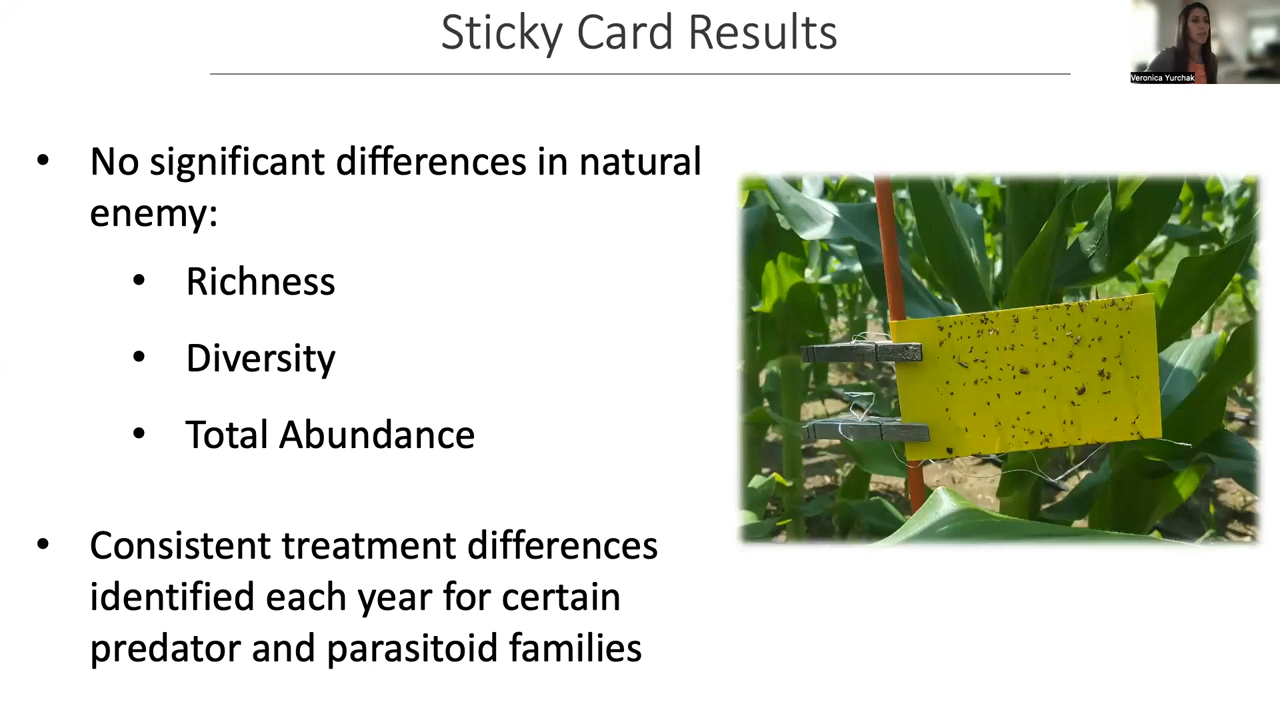 Sticky Card Results
Veronica Yurchak
• No significant differences in natural
enemy:
• Richness
• Diversity
• Total Abundance
• Consistent treatment differences
identified each year for certain
predator and parasitoid families